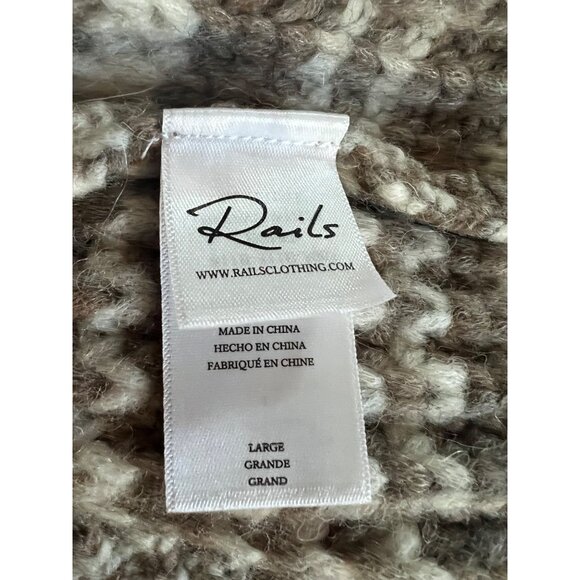 Rails
WWW.RAILSCLOTHING.COM
MADE IN CHINA
HECHO EN CHINA
FABRIQUÉ EN CHINE
LARGE
GRANDE
GRAND